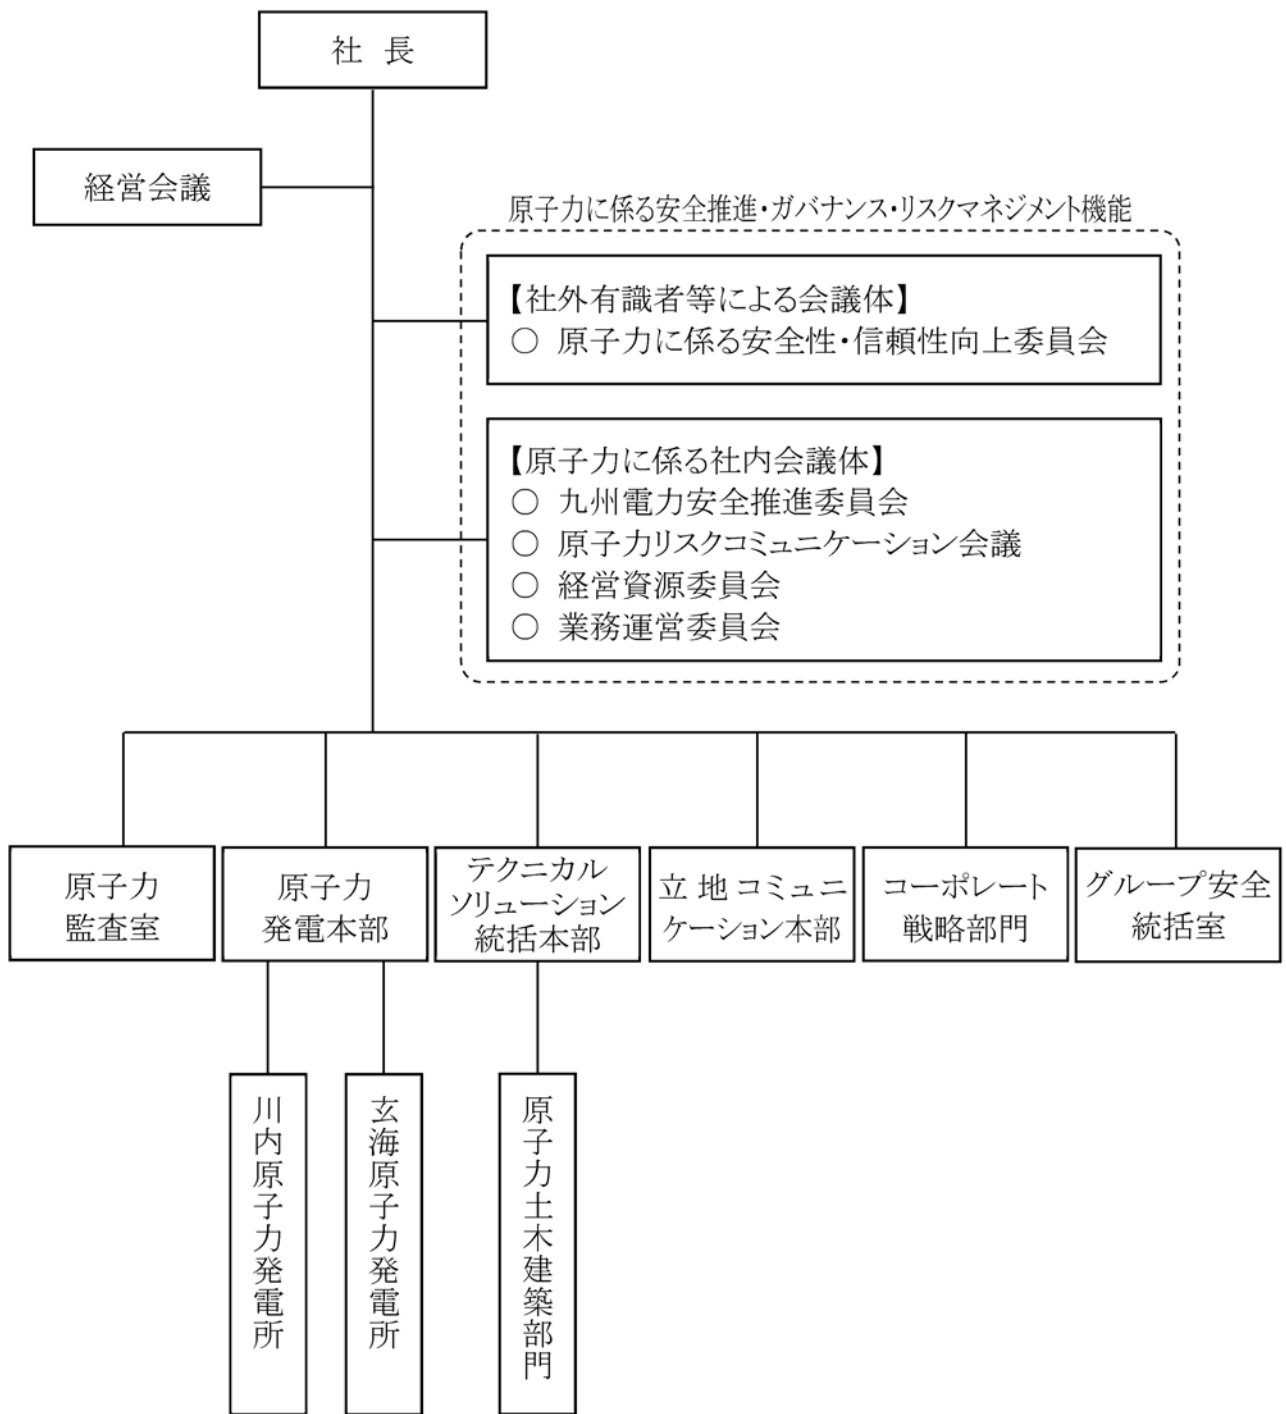 社 長
経営会議
原子力に係る安全推進・ガバナンス・リスクマネジメント機能
【社外有識者等による会議体】
○ 原子力に係る安全性・信頼性向上委員会
【原子力に係る社内会議体】
○ 九州電力安全推進委員会
○ 原子力リスクコミュニケーション会議
○ 経営資源委員会
○ 業務運営委員会
原子力
監査室
原子力
発電本部
テクニカル
ソリューション
統括本部
立地コミュニ
ケーション本部
コーポレート
戦略部門
グループ安全
統括室
川内原子力発電所
玄海原子力発電所
原子力土木建築部門